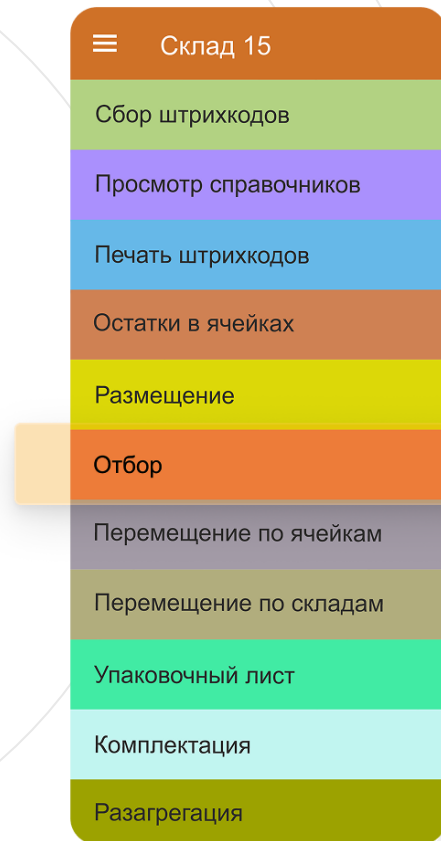 Склад 15
Сбор штрихкодов
Просмотр справочников
Печать штрихкодов
Остатки в ячейках
Размещение
Отбор
Перемещение по ячейкам
Перемещение по складам
Упаковочный лист
Комплектация
Разагрегация